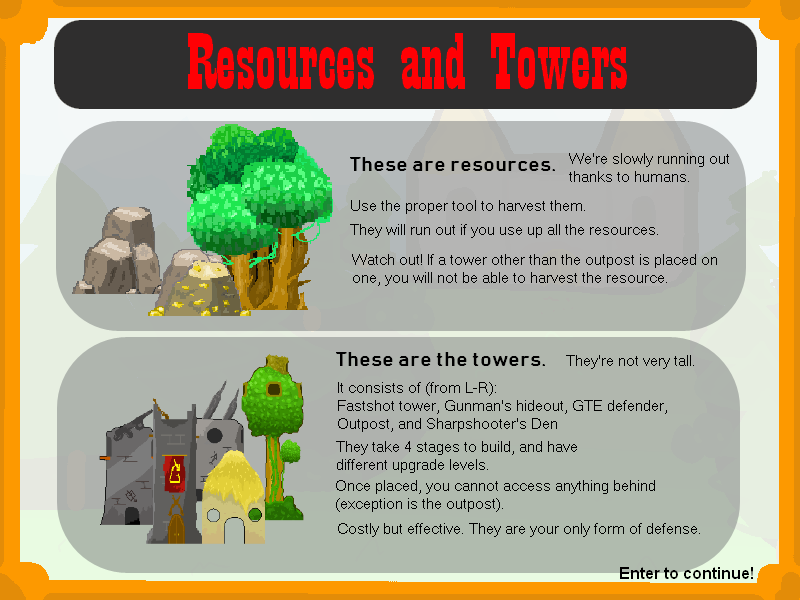 Resources and Towers
These are resources. We're slowly running out
thanks to humans.
Use the proper tool to harvest them.
They will run out if you use up all the resources.
Watch out! If a tower other than the outpost is placed on
one, you will not be able to harvest the resource.
These are the towers. They're not very tall.
It consists of (from L-R):
Fastshot tower, Gunman's hideout, GTE defender,
Outpost, and Sharpshooter's Den
They take 4 stages to build, and have
different upgrade levels.
Once placed, you cannot access anything behind
(exception is the outpost).
Costly but effective. They are your only form of defense.
Enter to continue!